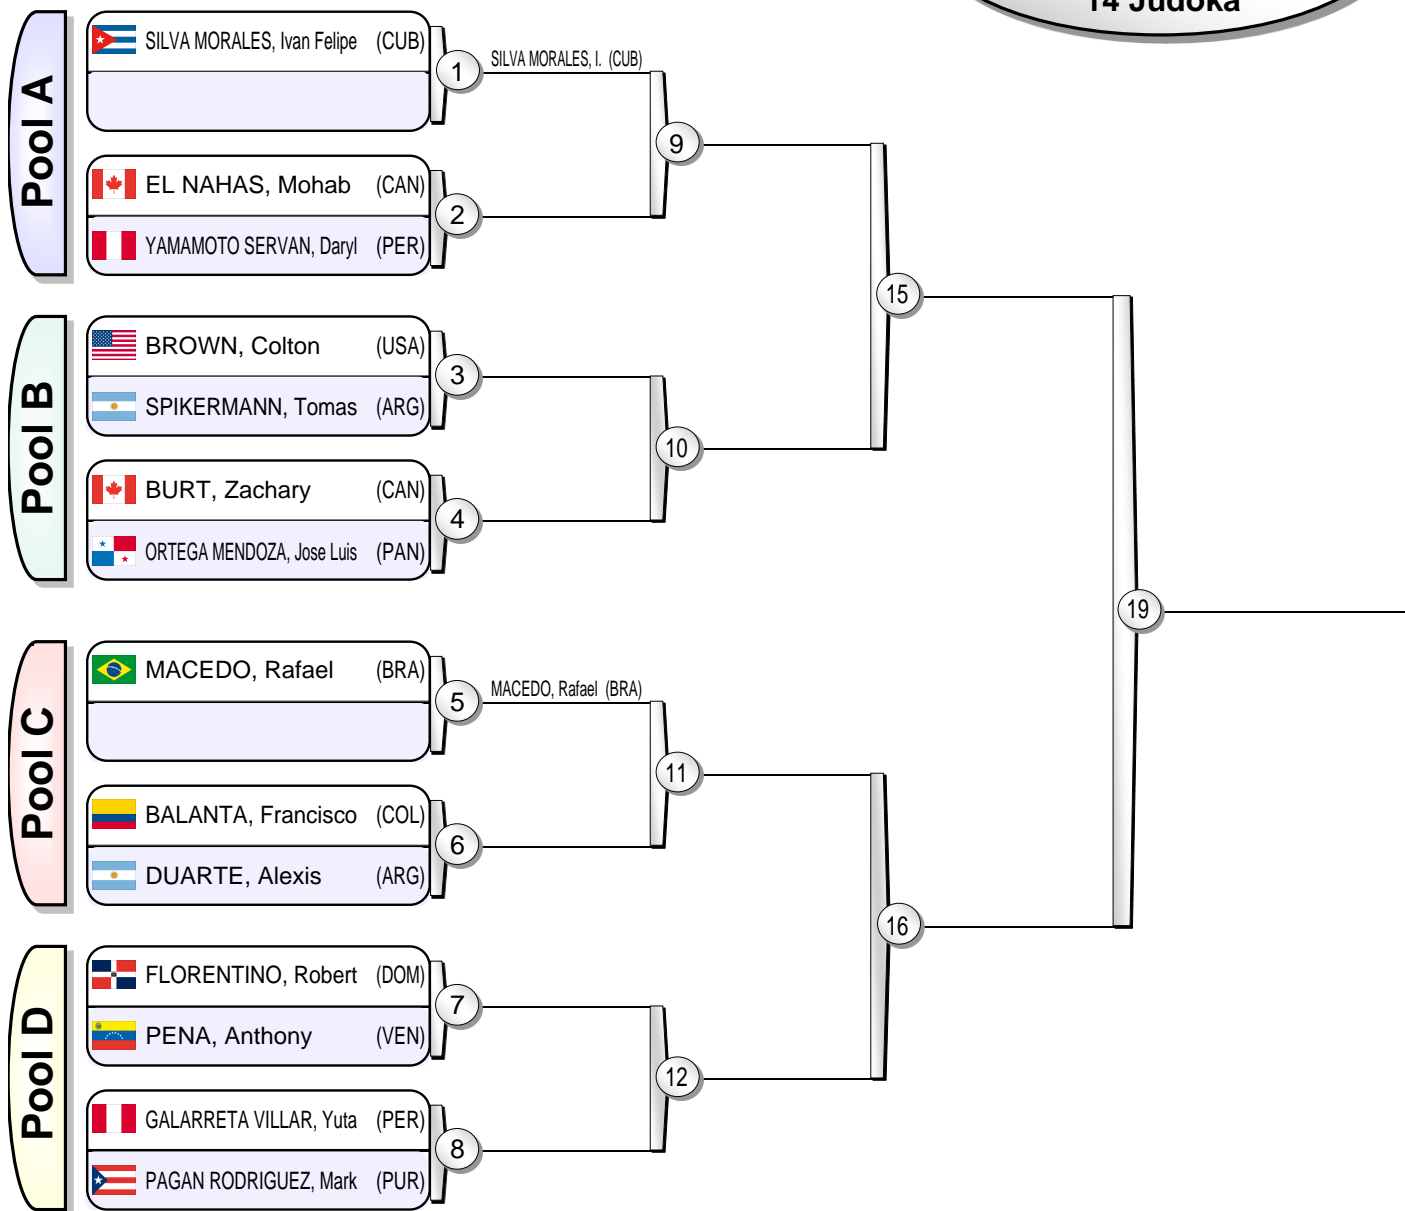 14 Judoka
Pool A
SILVA MORALES, Ivan Felipe (CUB)
1
SILVA MORALES, I. (CUB)
9
EL NAHAS, Mohab (CAN)
2
YAMAMOTO SERVAN, Daryl (PER)
15
Pool B
BROWN, Colton (USA)
3
SPIKERMANN, Tomas (ARG)
10
BURT, Zachary (CAN)
4
ORTEGA MENDOZA, Jose Luis (PAN)
19
Pool C
MACEDO, Rafael (BRA)
5
MACEDO, Rafael (BRA)
11
BALANTA, Francisco (COL)
6
DUARTE, Alexis (ARG)
16
Pool D
FLORENTINO, Robert (DOM)
7
PENA, Anthony (VEN)
12
GALARRETA VILLAR, Yuta (PER)
8
PAGAN RODRIGUEZ, Mark (PUR)